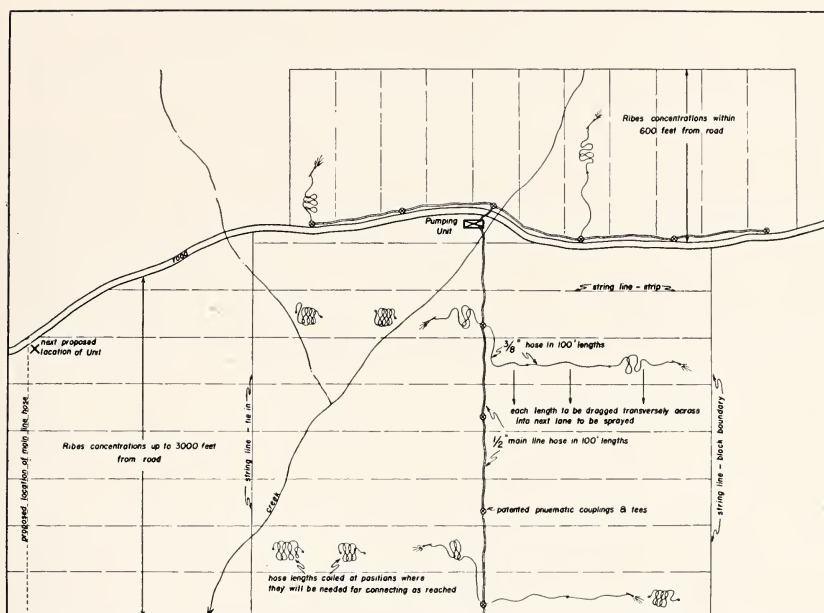 Ribes concentrations within
600 feet from road
Pumping
Unit
road
string line - strip
next proposed
location of Unit
3/8" hose in 100' lengths
each length to be dragged transversely across
into next lane to be sprayed
1/2" main line hose in 100' lengths
Ribes concentrations up to 3000 feet
from road
string line - tie in
string line - block boundary
proposed location of main line hose
creek
patented pnuematic couplings & tees
hose lengths coiled at positions where
they will be needed for connecting as reached